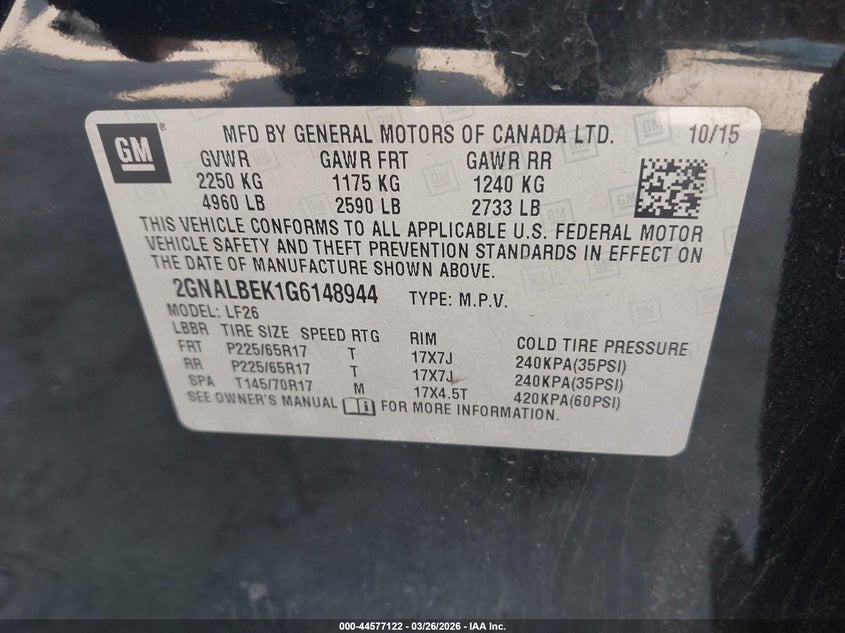 GM
MFD BY GENERAL MOTORS OF CANADA LTD. 10/15
GVWR GAWR FRT GAWR RR
2250 KG 1175 KG 1240 KG
4960 LB 2590 LB 2733 LB
THIS VEHICLE CONFORMS TO ALL APPLICABLE U.S. FEDERAL MOTOR
VEHICLE SAFETY AND THEFT PREVENTION STANDARDS IN EFFECT ON
THE DATE OF MANUFACTURE SHOWN ABOVE.
2GNALBEK1G6148944 TYPE: M.P.V.
MODEL: LF26
LBBR TIRE SIZE SPEED RTG RIM COLD TIRE PRESSURE
FRT P225/65R17 T 17X7J 240KPA(35PSI)
RR P225/65R17 T 17X7J 240KPA(35PSI)
SPA T145/70R17 M 17X4.5T 420KPA(60PSI)
SEE OWNER'S MANUAL FOR MORE INFORMATION.
000-44577122 | 03/26/2026 - IAA Inc.